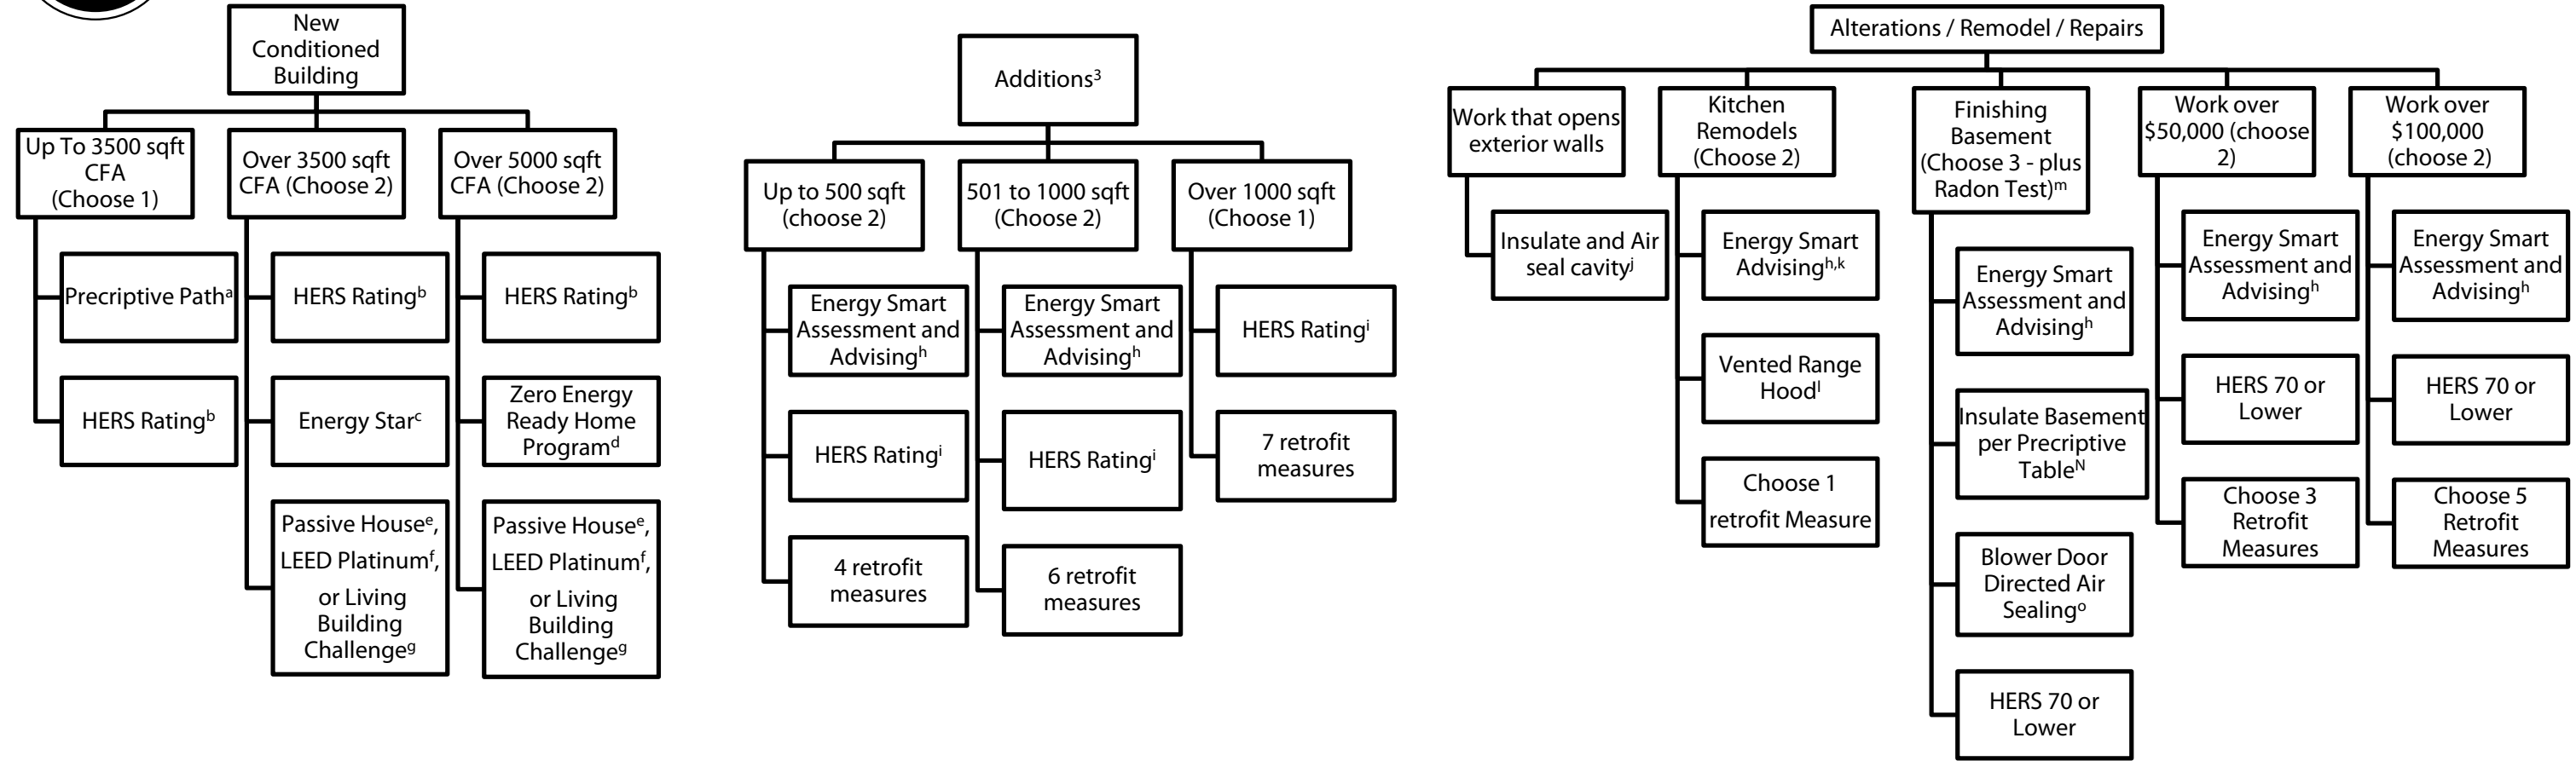 New
Conditioned
Building
Up To 3500 sqft
CFA
(Choose 1)
Precriptive Pathᵃ
HERS Ratingᵇ
Over 3500 sqft
CFA (Choose 2)
HERS Ratingᵇ
Energy Starᶜ
Passive Houseᵉ,
LEED Platinumᶠ,
or Living
Building
Challengeᵍ
Over 5000 sqft
CFA (Choose 2)
HERS Ratingᵇ
Zero Energy
Ready Home
Programᵈ
Passive Houseᵉ,
LEED Platinumᶠ,
or Living
Building
Challengeᵍ
Additions³
Up to 500 sqft
(choose 2)
Energy Smart
Assessment and
Advisingʰ
HERS Ratingⁱ
4 retrofit
measures
501 to 1000 sqft
(Choose 2)
Energy Smart
Assessment and
Advisingʰ
HERS Ratingⁱ
6 retrofit
measures
Over 1000 sqft
(Choose 1)
HERS Ratingⁱ
7 retrofit
measures
Alterations / Remodel / Repairs
Work that opens
exterior walls
Insulate and Air
seal cavityʲ
Kitchen
Remodels
(Choose 2)
Energy Smart
Advisingʰ,ᵏ
Vented Range
Hoodˡ
Choose 1
retrofit Measure
Finishing
Basement
(Choose 3 - plus
Radon Test)ᵐ
Energy Smart
Assessment and
Advisingʰ
Insulate Basement
per Precriptive
Tableᴺ
Blower Door
Directed Air
Sealingᵒ
HERS 70 or
Lower
Work over
$50,000 (choose
2)
Energy Smart
Assessment and
Advisingʰ
HERS 70 or
Lower
Choose 3
Retrofit
Measures
Work over
$100,000
(choose 2)
Energy Smart
Assessment and
Advisingʰ
HERS 70 or
Lower
Choose 5
Retrofit
Measures